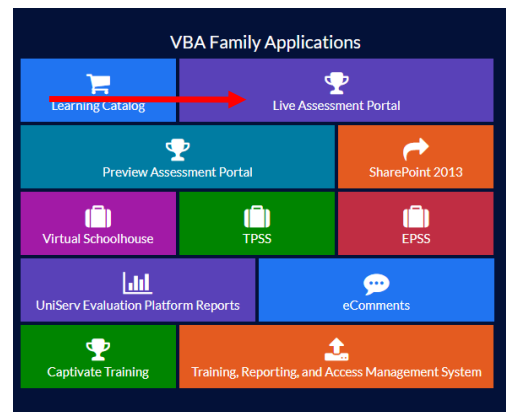 VBA Family Applications
Learning Catalog
Live Assessment Portal
Preview Assessment Portal
SharePoint 2013
Virtual Schoolhouse
TPSS
EPSS
UniServ Evaluation Platform Reports
eComments
Captivate Training
Training, Reporting, and Access Management System